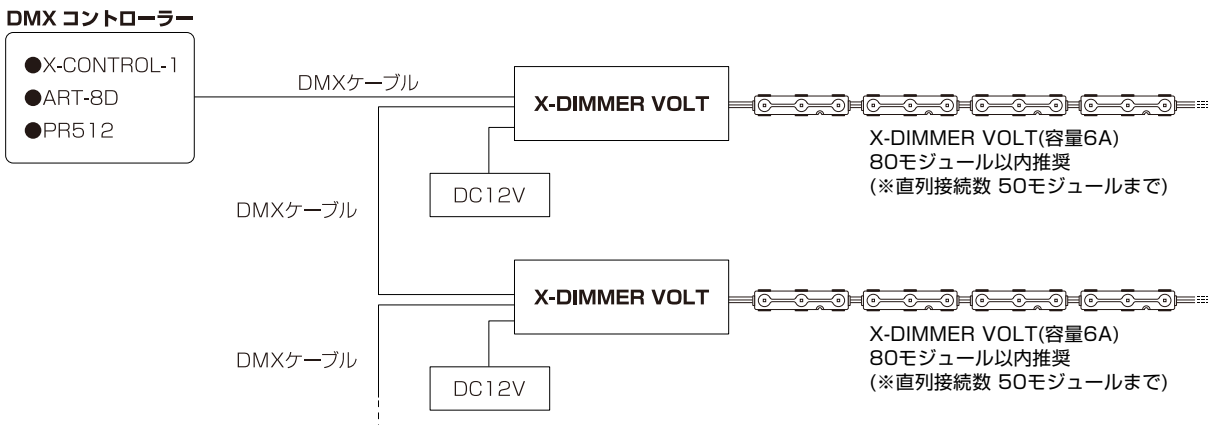 DMX コントローラー
●X-CONTROL-1
●ART-8D
●PR512
DMXケーブル
X-DIMMER VOLT
DC12V
X-DIMMER VOLT(容量6A)
80モジュール以内推奨
(※直列接続数 50モジュールまで)
DMXケーブル
X-DIMMER VOLT
DC12V
X-DIMMER VOLT(容量6A)
80モジュール以内推奨
(※直列接続数 50モジュールまで)
DMXケーブル